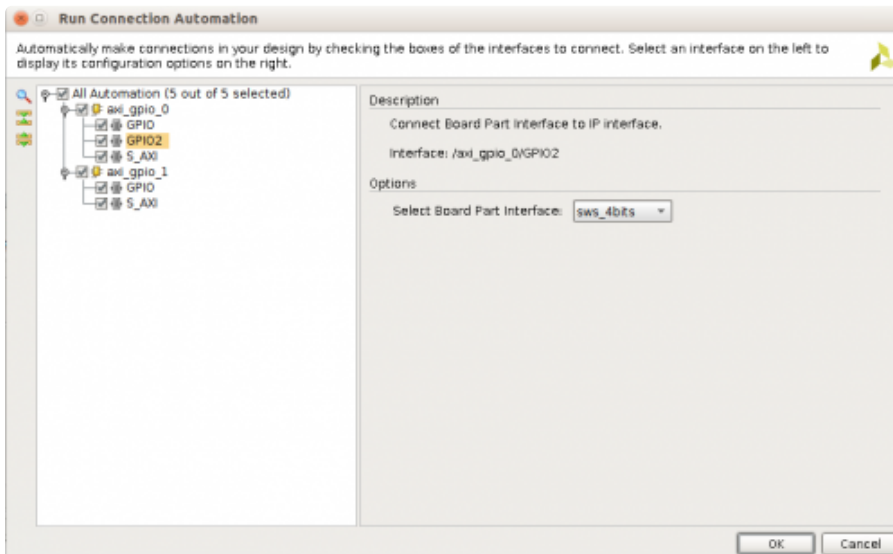 Run Connection Automation
Automatically make connections in your design by checking the boxes of the interfaces to connect. Select an interface on the left to
display its configuration options on the right.
All Automation (5 out of 5 selected)
axi_gpio_0
GPIO
GPIO2
S_AXI
axi_gpio_1
GPIO
S_AXI
Description
Connect Board Part Interface to IP interface.
Interface: /axi_gpio_0/GPIO2
Options
Select Board Part Interface: sws_4bits
OK
Cancel